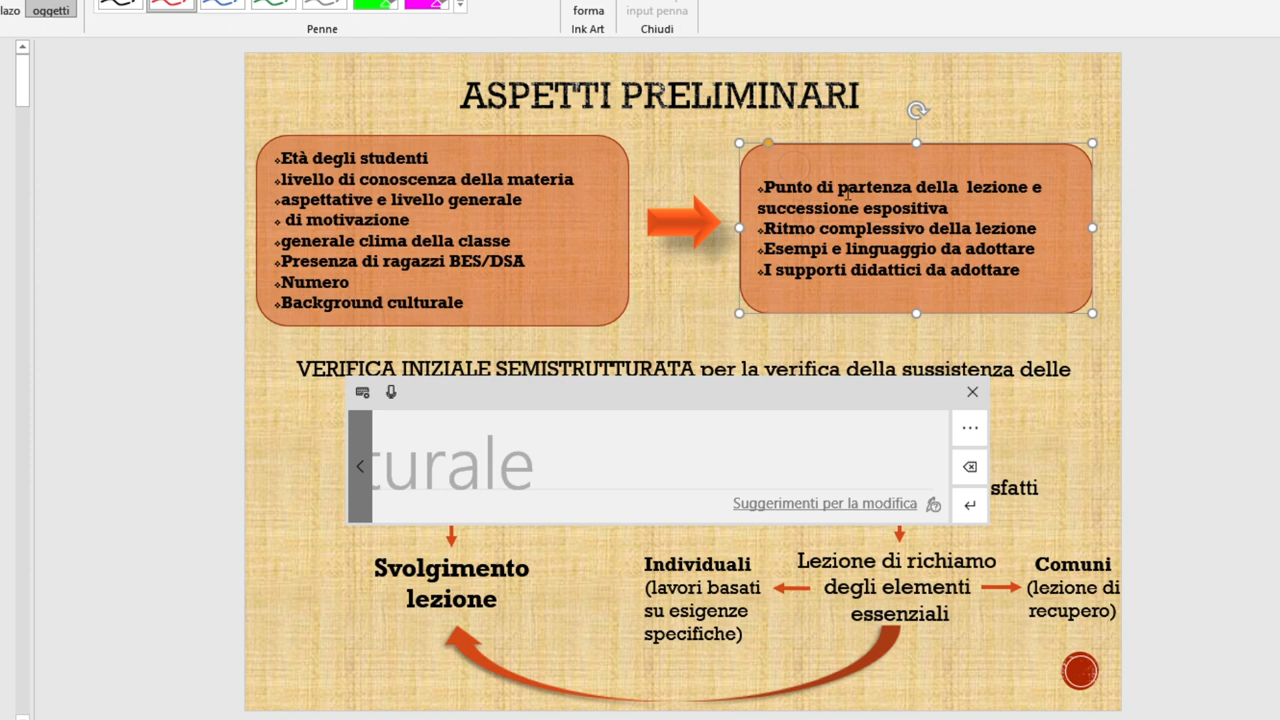 lazo
oggetti
forma
input penna
Penne
Ink Art
Chiudi
ASPETTI PRELIMINARI
Età degli studenti
livello di conoscenza della materia
aspettative e livello generale
di motivazione
generale clima della classe
Presenza di ragazzi BES/DSA
Numero
Background culturale
Punto di partenza della lezione e
successione espositiva
Ritmo complessivo della lezione
Esempi e linguaggio da adottare
I supporti didattici da adottare
VERIFICA INIZIALE SEMISTRUTTURATA per la verifica della sussistenza delle
turale
Suggerimenti per la modifica
sfatti
Svolgimento
lezione
Individuali
(lavori basati
su esigenze
specifiche)
Lezione di richiamo
degli elementi
essenziali
Comuni
(lezione di
recupero)